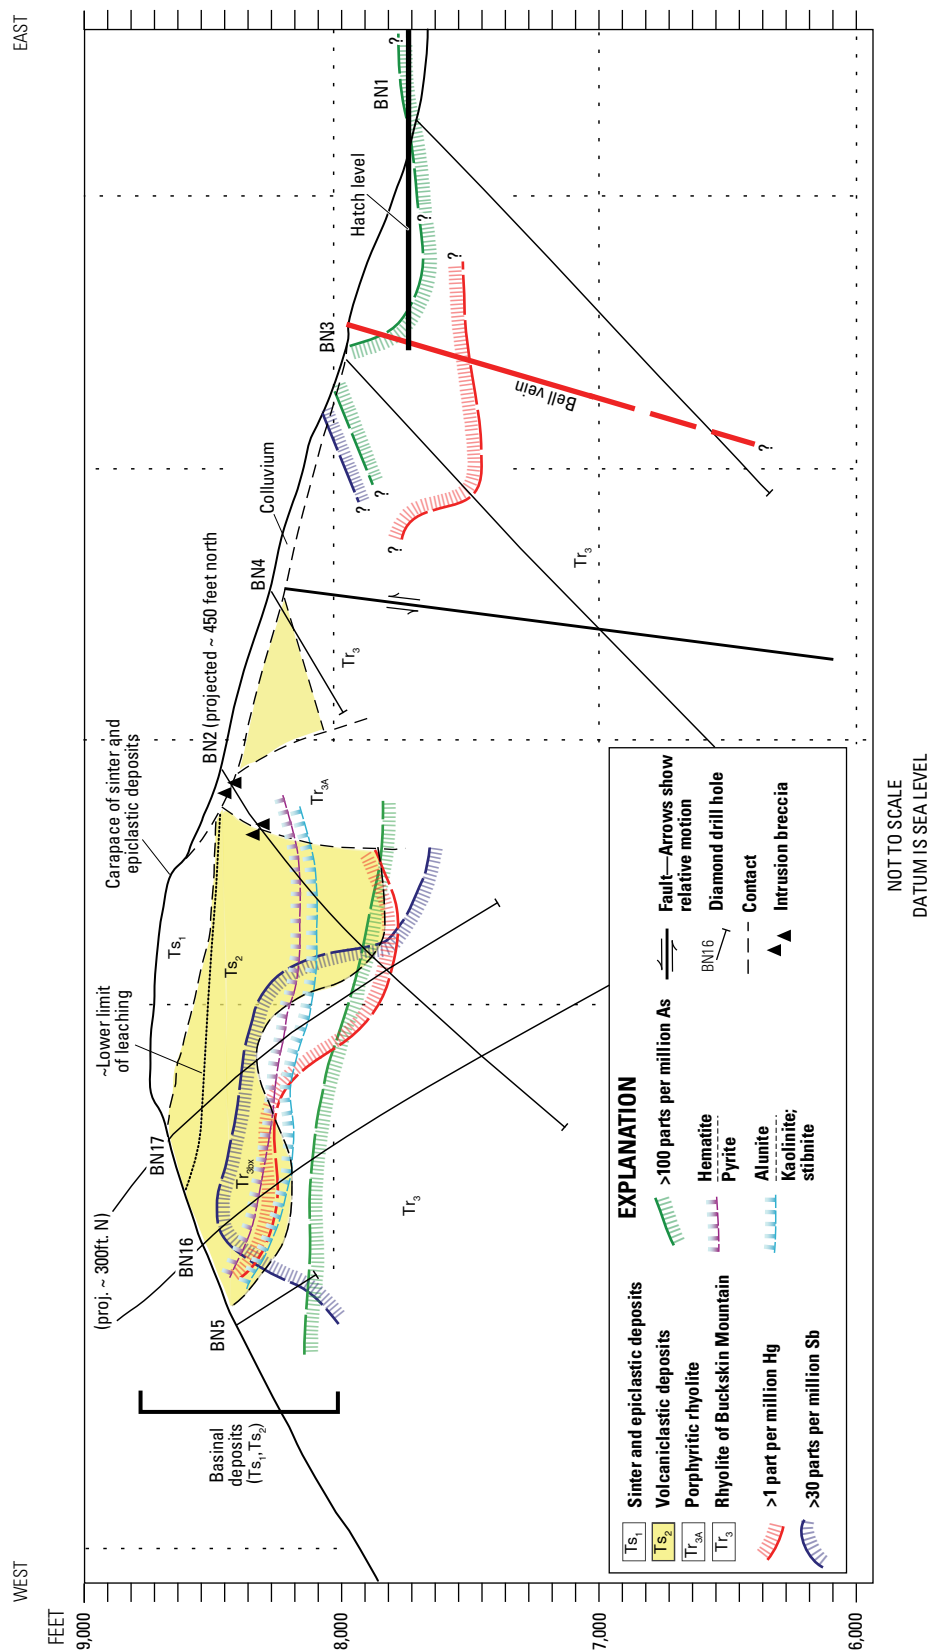 WEST
EAST
FEET
9,000
8,000
7,000
6,000
Basinal
deposits
(Ts1, Ts2)
(proj. ~ 300ft. N)
BN5
BN16
BN17
~Lower limit
of leaching
Carapace of sinter and
epiclastic deposits
BN2 (projected ~ 450 feet north
BN4
Colluvium
BN3
Hatch level
BN1
Ts1
Ts2
Tr3bx
Tr3A
Tr3
Tr3
Tr3
Bell vein
?
?
?
?
?
?
?
EXPLANATION
Ts1 Sinter and epiclastic deposits
Ts2 Volcaniclastic deposits
Tr3A Porphyritic rhyolite
Tr3 Rhyolite of Buckskin Mountain
>1 part per million Hg
>30 parts per million Sb
>100 parts per million As
Hematite
Pyrite
Alunite
Kaolinite;
stibnite
Fault—Arrows show
relative motion
BN16 Diamond drill hole
Contact
Intrusion breccia
NOT TO SCALE
DATUM IS SEA LEVEL